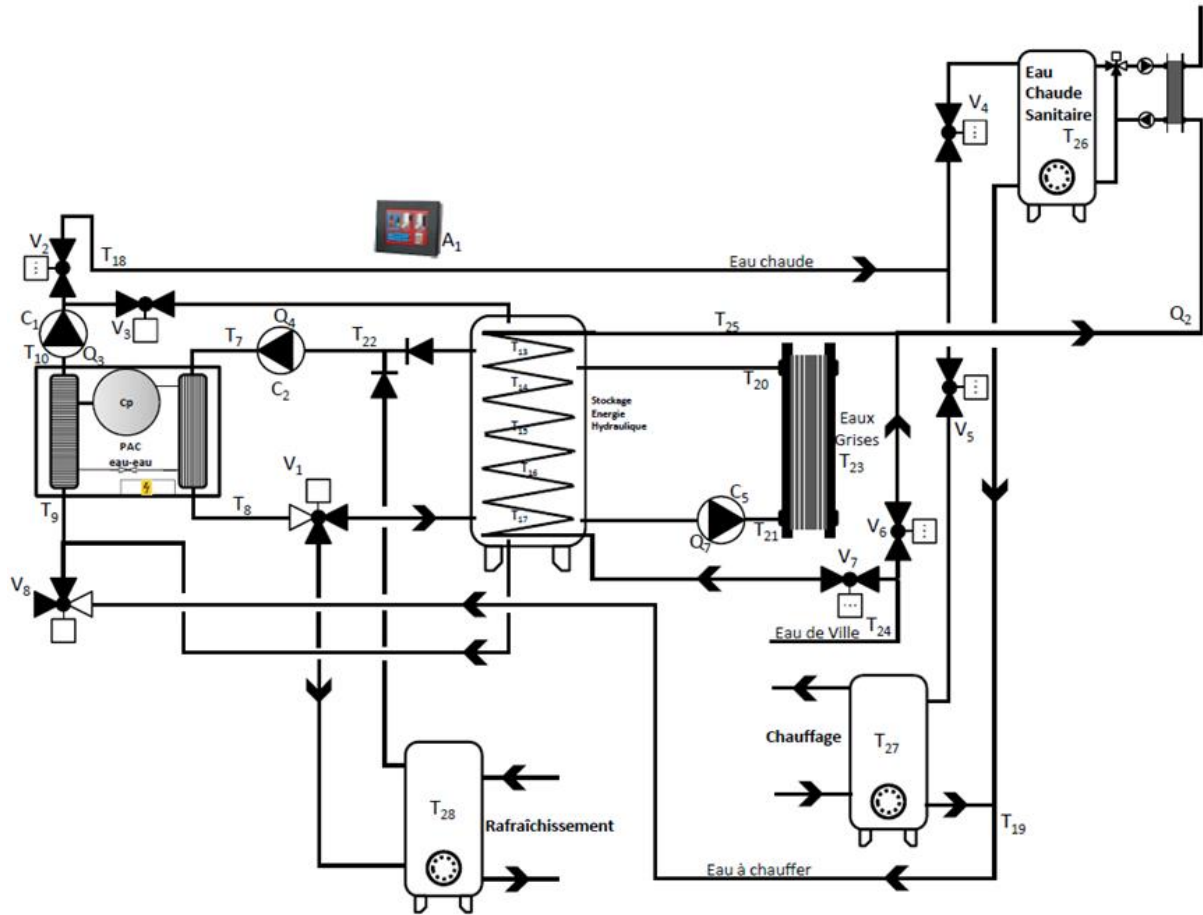 Eau
Chaude
Sanitaire
T26
V4
A1
V2
T18
Eau chaude
C1
V3
T10
Q3
T7
Q4
C2
T22
T25
Q2
T13
T14
T15
T16
T17
Stockage
Energie
Hydraulique
T20
Eaux
Grises
T23
V5
Cp
PAC
eau-eau
T9
T8
V1
C5
Q7
T21
V6
V7
V8
Eau de Ville
T24
Chauffage
T27
T28
Rafraîchissement
T19
Eau à chauffer